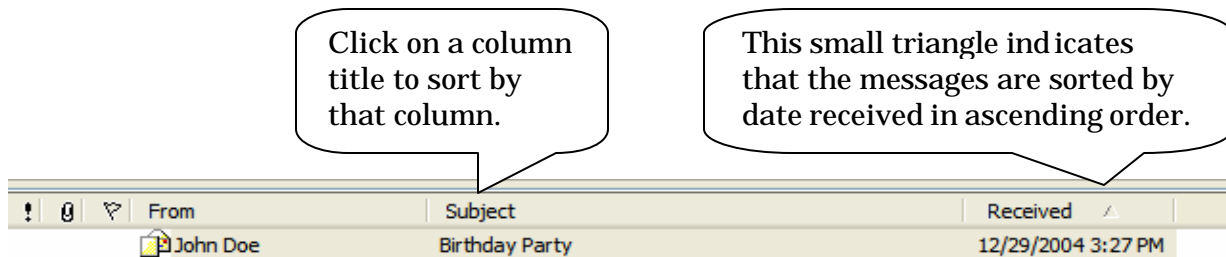 Click on a column
title to sort by
that column.
This small triangle indicates
that the messages are sorted by
date received in ascending order.
! From Subject Received
John Doe Birthday Party 12/29/2004 3:27 PM